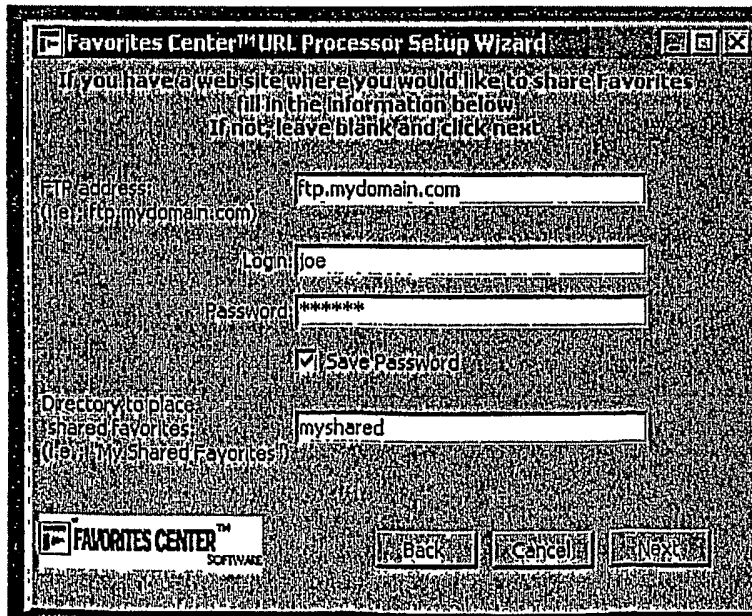 Favorites Center™ URL Processor Setup Wizard
If you have a web site where you would like to share Favorites
fill in the information below
If not, leave blank and click next
FTP address: ftp.mydomain.com
(i.e., ftp.mydomain.com)
Login: joe
Password: ******
Save Password
Directory to place
shared favorites: myshared
(i.e., "My Shared Favorites")
FAVORITES CENTER™
SOFTWARE
Back Cancel Next